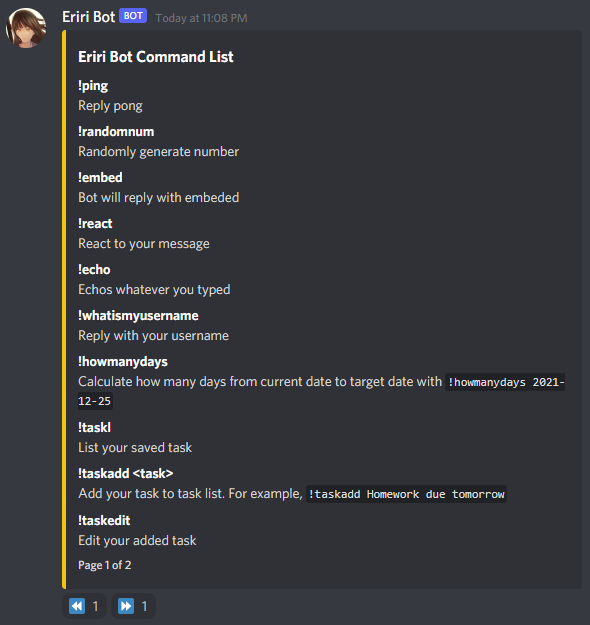 Eriri Bot BOT Today at 11:08 PM
Eriri Bot Command List
!ping
Reply pong
!randomnum
Randomly generate number
!embed
Bot will reply with embeded
!react
React to your message
!echo
Echos whatever you typed
!whatismyusername
Reply with your username
!howmanydays
Calculate how many days from current date to target date with !howmanydays 2021-
12-25
!taskl
List your saved task
!taskadd <task>
Add your task to task list. For example, !taskadd Homework due tomorrow
!taskedit
Edit your added task
Page 1 of 2
1 1